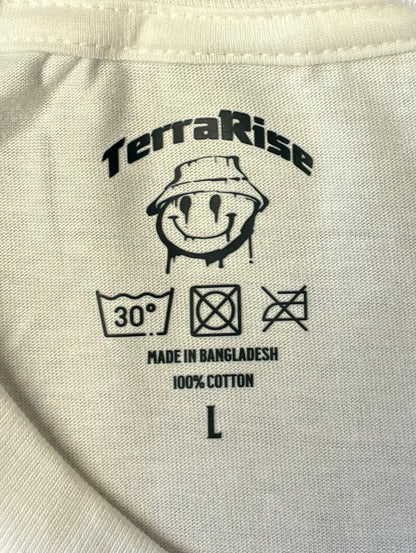 TerraRise
30°
MADE IN BANGLADESH
100% COTTON
L